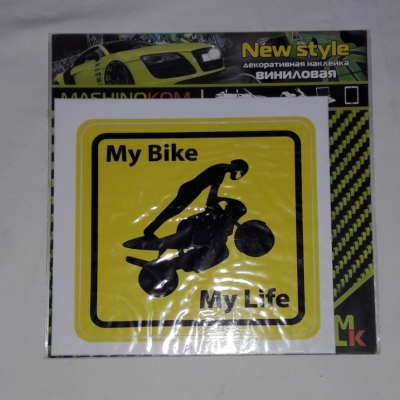 New style
декоративная наклейка
ВИНИЛОВАЯ
MASHINOKOM
My Bike
My Life